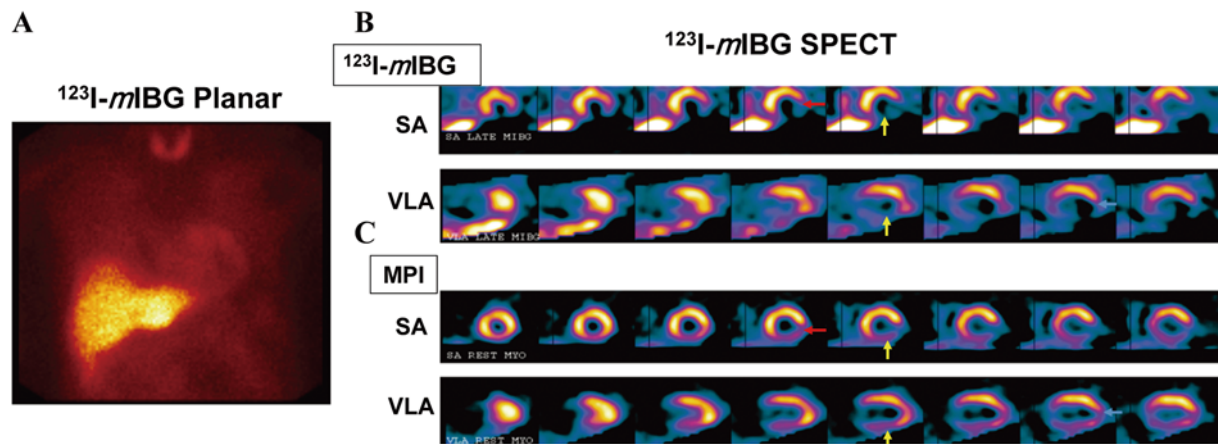 A
¹²³I-mIBG Planar
B
¹²³I-mIBG SPECT
¹²³I-mIBG
SA
SA LATE MIBG
VLA
VLA LATE MIBG
C
MPI
SA
SA REST MYO
VLA
VLA REST MYO